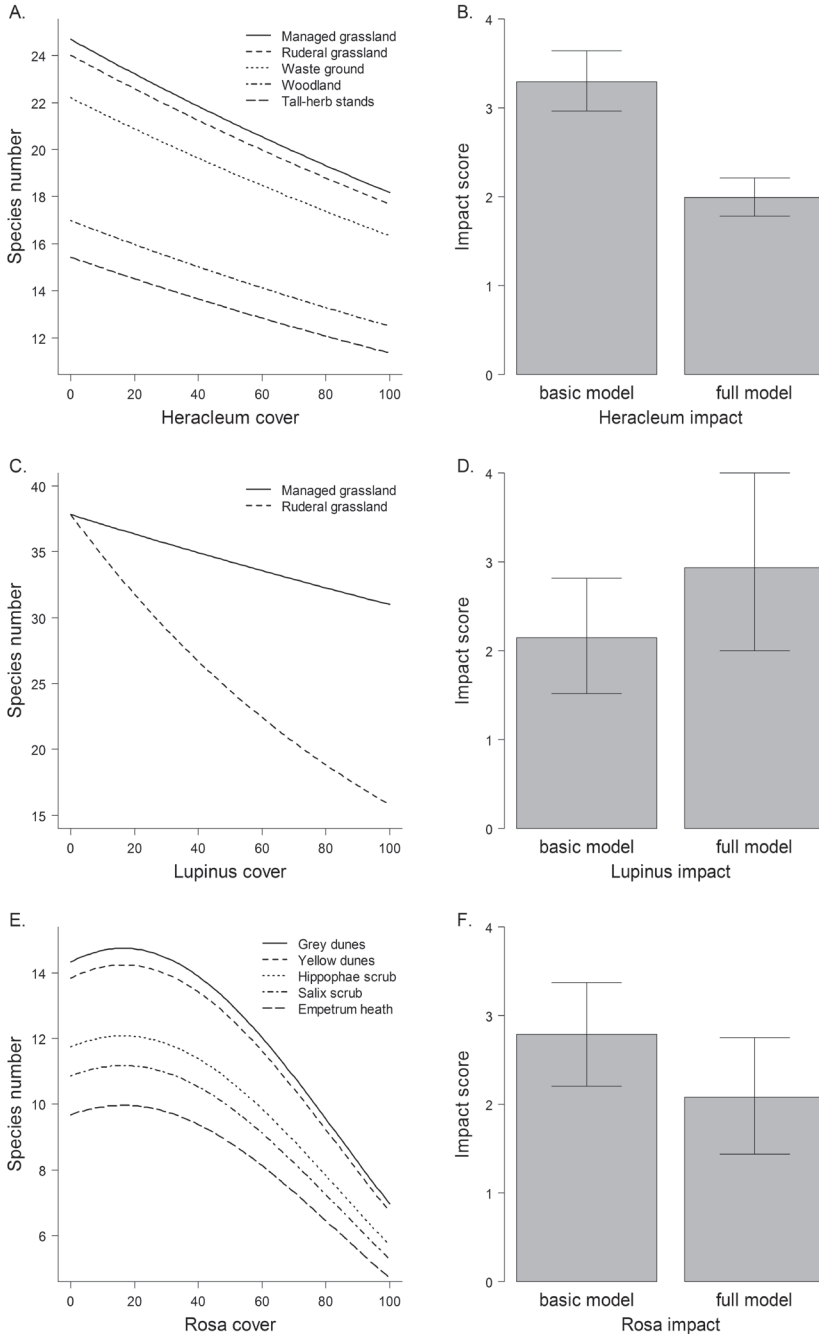 A.
Species number
24
22
20
18
16
14
12
Managed grassland
Ruderal grassland
Waste ground
Woodland
Tall-herb stands
0 20 40 60 80 100
Heracleum cover
B.
Impact score
4
3
2
1
0
basic model full model
Heracleum impact
C.
Species number
40
35
30
25
20
15
Managed grassland
Ruderal grassland
0 20 40 60 80 100
Lupinus cover
D.
Impact score
4
3
2
1
0
basic model full model
Lupinus impact
E.
Species number
14
12
10
8
6
Grey dunes
Yellow dunes
Hippophae scrub
Salix scrub
Empetrum heath
0 20 40 60 80 100
Rosa cover
F.
Impact score
4
3
2
1
0
basic model full model
Rosa impact